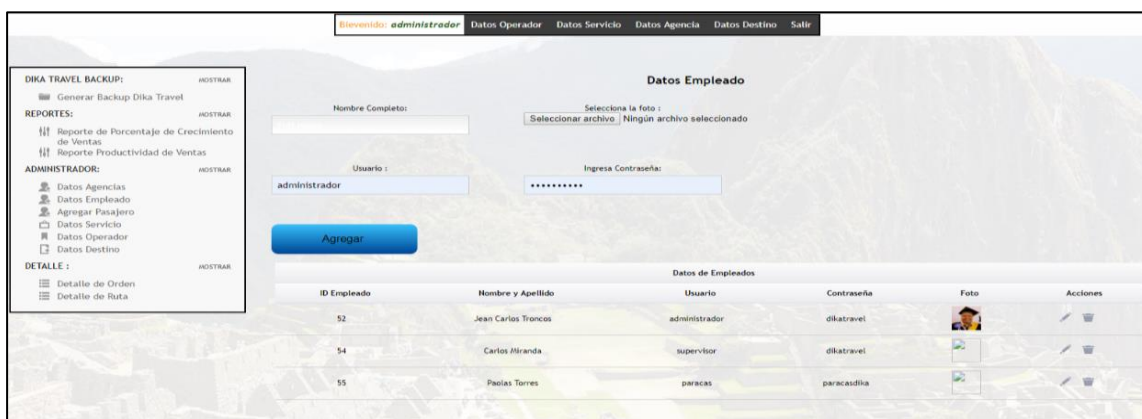 Bievenido: administrador Datos Operador Datos Servicio Datos Agencia Datos Destino Salir
DIKA TRAVEL BACKUP: MOSTRAR
Generar Backup Dika Travel
REPORTES: MOSTRAR
Reporte de Porcentaje de Crecimiento
de Ventas
Reporte Productividad de Ventas
ADMINISTRADOR: MOSTRAR
Datos Agencias
Datos Empleado
Agregar Pasajero
Datos Servicio
Datos Operador
Datos Destino
DETALLE : MOSTRAR
Detalle de Orden
Detalle de Ruta
Datos Empleado
Nombre Completo: Selecciona la foto :
Seleccionar archivo Ningún archivo seleccionado
Usuario : Ingresa Contraseña:
administrador ••••••••••
Agregar
Datos de Empleados
ID Empleado Nombre y Apellido Usuario Contraseña Foto Acciones
52 Jean Carlos Troncos administrador dikatravel
54 Carlos Miranda supervisor dikatravel
55 Paolas Torres paracas paracasdika